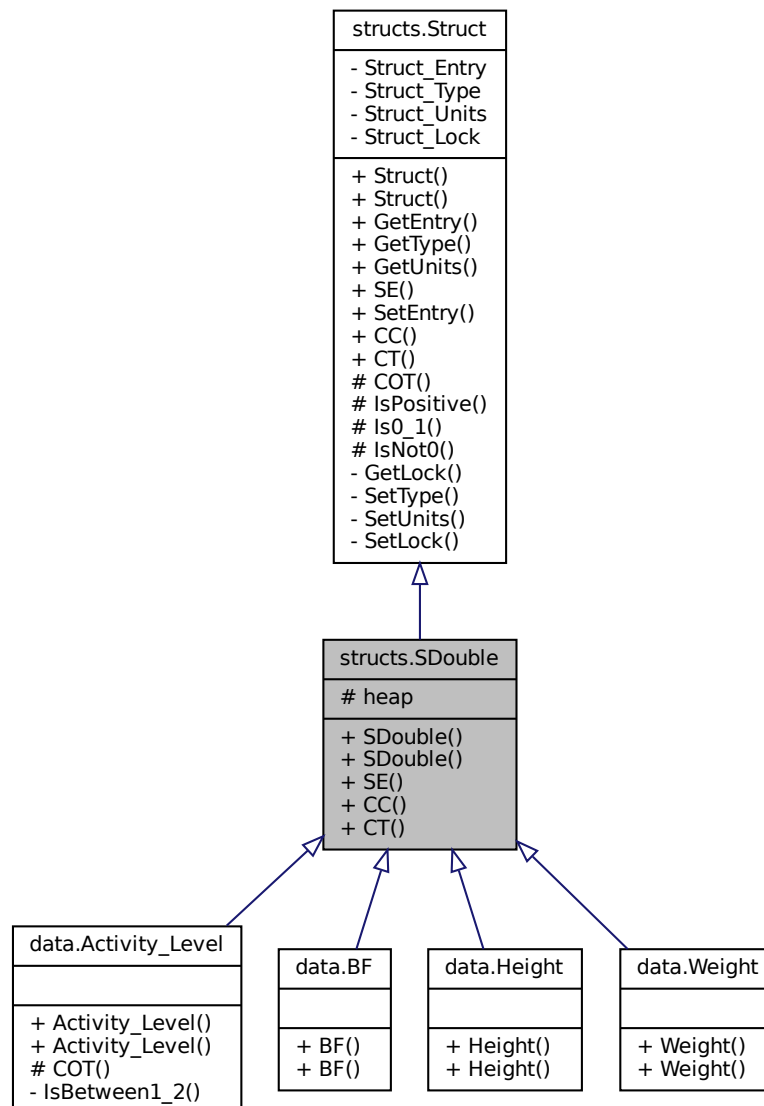 structs.Struct
- Struct_Entry
- Struct_Type
- Struct_Units
- Struct_Lock
+ Struct()
+ Struct()
+ GetEntry()
+ GetType()
+ GetUnits()
+ SE()
+ SetEntry()
+ CC()
+ CT()
# COT()
# IsPositive()
# Is0_1()
# IsNot0()
- GetLock()
- SetType()
- SetUnits()
- SetLock()
structs.SDouble
# heap
+ SDouble()
+ SDouble()
+ SE()
+ CC()
+ CT()
data.Activity_Level
+ Activity_Level()
+ Activity_Level()
# COT()
- IsBetween1_2()
data.BF
+ BF()
+ BF()
data.Height
+ Height()
+ Height()
data.Weight
+ Weight()
+ Weight()